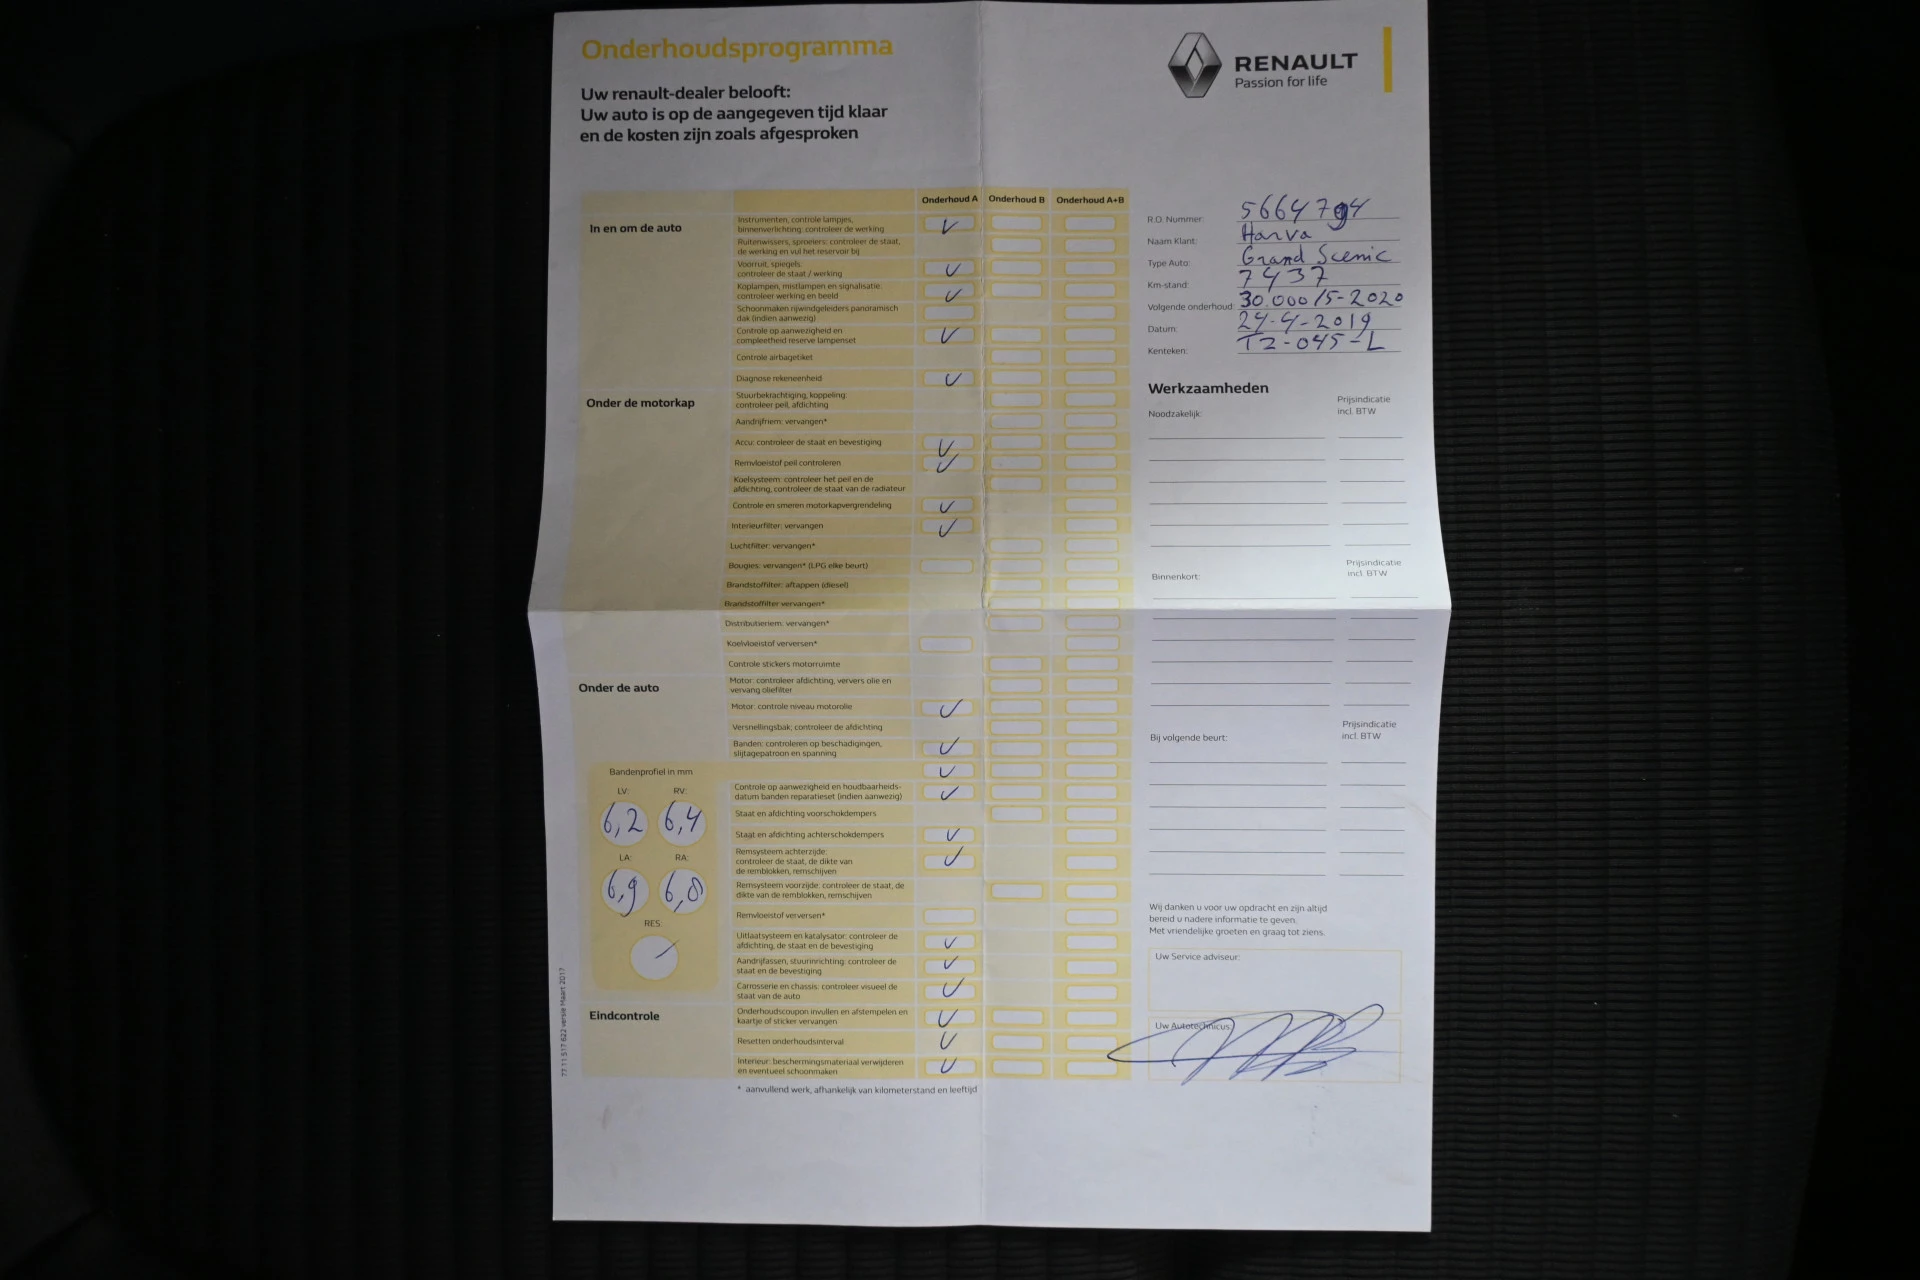 Onderhoudsprogramma
RENAULT
Passion for life
Uw renault-dealer belooft:
Uw auto is op de aangegeven tijd klaar
en de kosten zijn zoals afgesproken
Onderhoud A Onderhoud B Onderhoud A+B
In en om de auto
Instrumenten, controle lampjes,
binnenverlichting: controleer de werking
Ruitenwissers, sproeiers: controleer de staat,
de werking en vul het reservoir bij
Voorruit, spiegels:
controleer de staat / werking
Koplampen, mistlampen en signalisatie:
controleer werking en beeld
Schoonmaken rijwindgeleiders panoramisch
dak (indien aanwezig)
Controle op aanwezigheid en
compleetheid reserve lampenset
Controle airbagetiket
Diagnose rekeneenheid
Onder de motorkap
Stuurbekrachtiging, koppeling:
controleer peil, afdichting
Aandrijfriem: vervangen*
Accu: controleer de staat en bevestiging
Remvloeistof peil controleren
Koelsysteem: controleer het peil en de
afdichting, controleer de staat van de radiateur
Controle en smeren motorkapvergrendeling
Interieurfilter: vervangen
Luchtfilter: vervangen*
Bougies: vervangen* (LPG elke beurt)
Brandstoffilter: aftappen (diesel)
Brandstoffilter vervangen*
Distributieriem: vervangen*
Koelvloeistof verversen*
Controle stickers motorruimte
Onder de auto
Motor: controleer afdichting, ververs olie en
vervang oliefilter
Motor: controle niveau motorolie
Versnellingsbak: controleer de afdichting
Banden: controleren op beschadigingen,
slijtagepatroon en spanning
Bandenprofiel in mm
LV: RV:
6,2 6,4
LA: RA:
6,9 6,8
RES:
Controle op aanwezigheid en houdbaarheids-
datum banden reparatieset (indien aanwezig)
Staat en afdichting voorschokdempers
Staat en afdichting achterschokdempers
Remsysteem achterzijde:
controleer de staat, de dikte van
de remblokken, remschijven
Remsysteem voorzijde: controleer de staat, de
dikte van de remblokken, remschijven
Remvloeistof verversen*
Uitlaatsysteem en katalysator: controleer de
afdichting, de staat en de bevestiging
Aandrijfassen, stuurinrichting: controleer de
staat en de bevestiging
Carrosserie en chassis: controleer visueel de
staat van de auto
Eindcontrole
Onderhoudscoupon invullen en afstempelen en
kaartje of sticker vervangen
Resetten onderhoudsinterval
Interieur: beschermingsmateriaal verwijderen
en eventueel schoonmaken
* aanvullend werk, afhankelijk van kilometerstand en leeftijd
77 11 517 622 versie Maart 2017
R.O. Nummer: 5664794
Naam Klant: Harva
Type Auto: Grand Scenic
Km-stand: 7437
Volgende onderhoud: 30.000/5-2020
Datum: 24-4-2019
Kenteken: TZ-045-L
Werkzaamheden
Noodzakelijk:
Prijsindicatie
incl. BTW
Binnenkort:
Prijsindicatie
incl. BTW
Bij volgende beurt:
Prijsindicatie
incl. BTW
Wij danken u voor uw opdracht en zijn altijd
bereid u nadere informatie te geven.
Met vriendelijke groeten en graag tot ziens.
Uw Service adviseur:
Uw Autotechnicus: